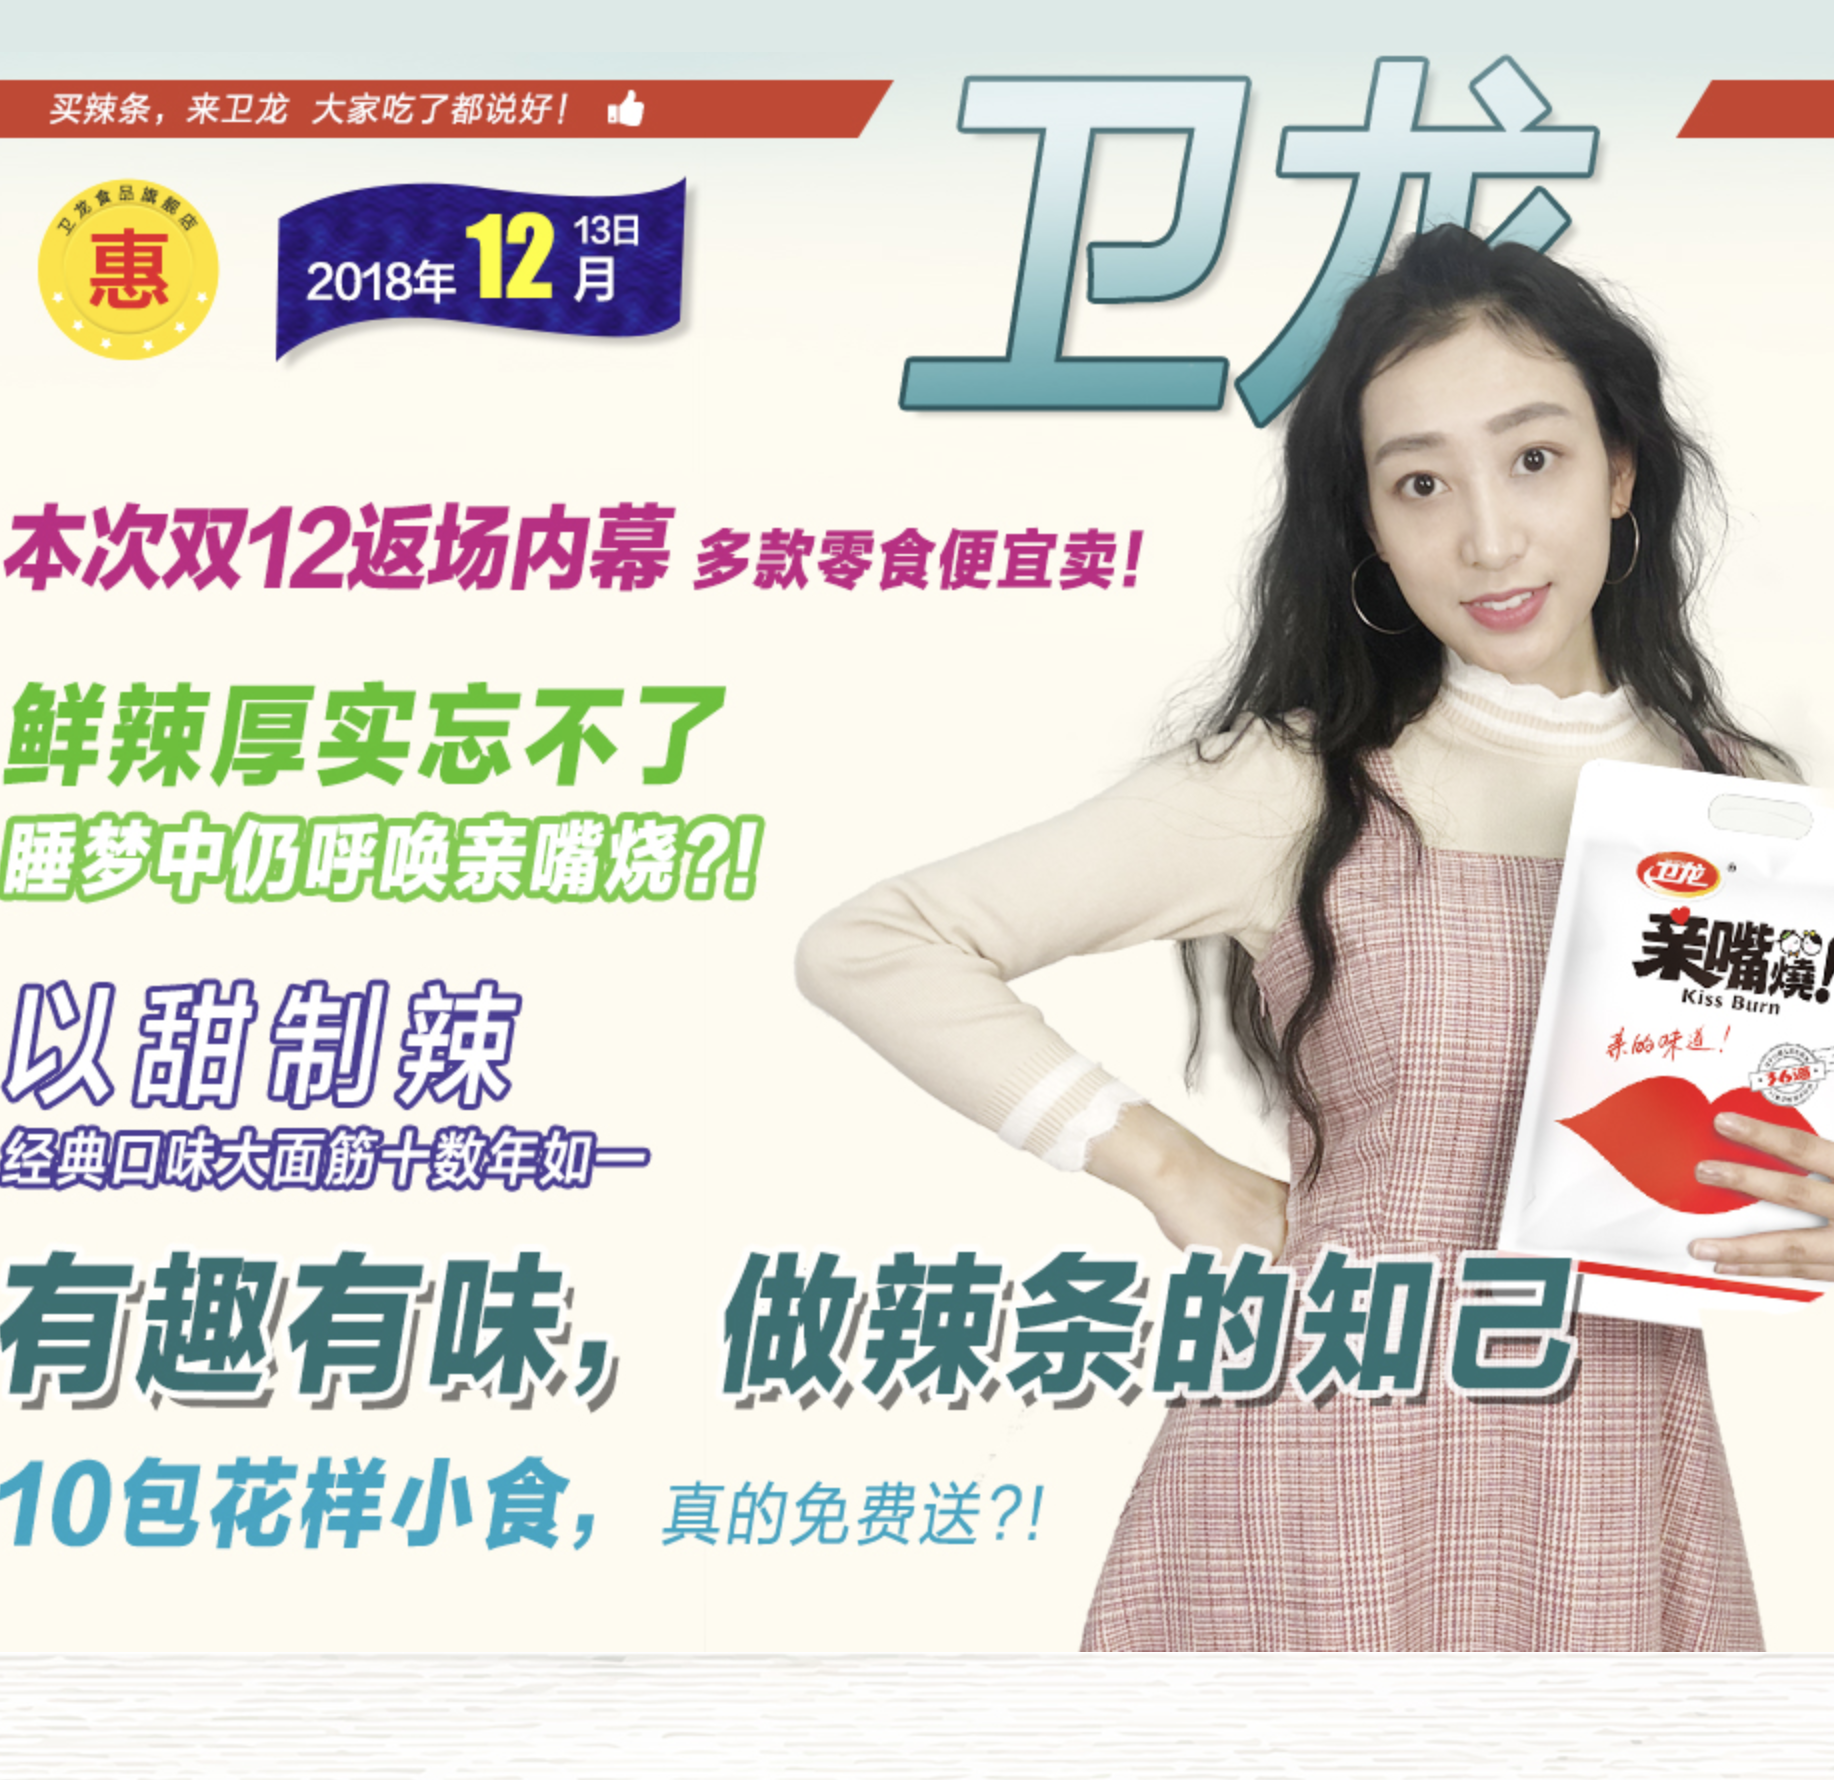 买辣条，来卫龙 大家吃了都说好！
卫龙
卫龙食品旗舰店
惠
2018年12月13日
本次双12返场内幕 多款零食便宜卖！
鲜辣厚实忘不了
睡梦中仍呼唤亲嘴烧?!
卫龙
亲嘴燒!
Kiss Burn
亲的味道！
以甜制辣
经典口味大面筋十数年如一
有趣有味，做辣条的知己
10包花样小食，真的免费送?!